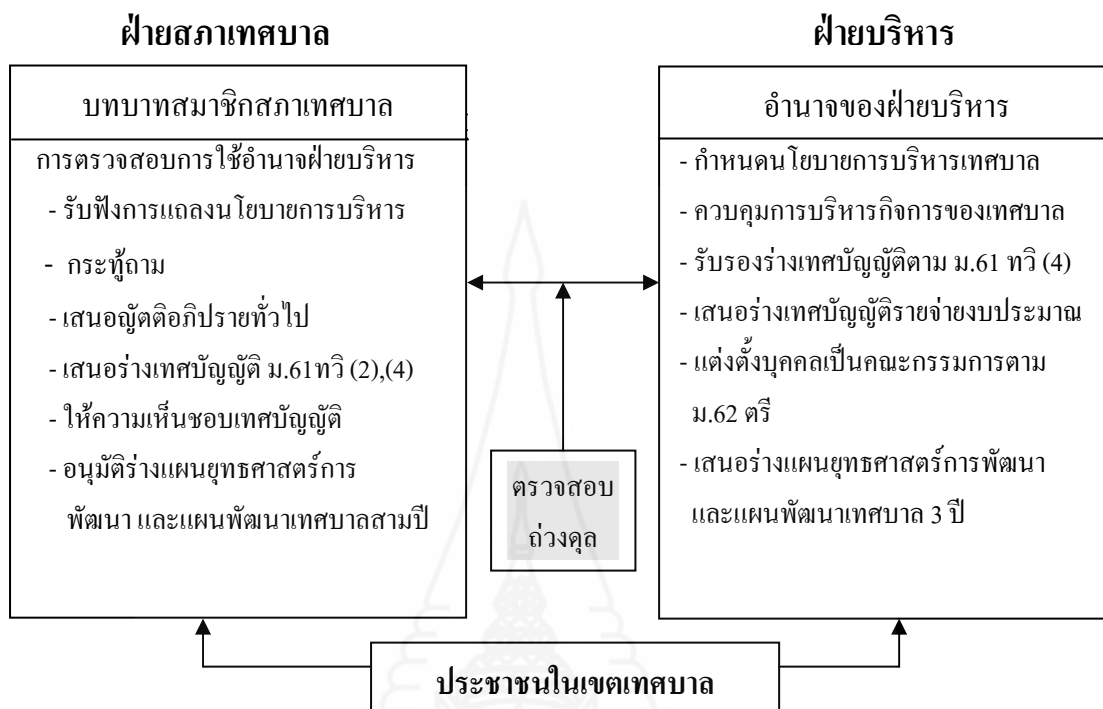 ฝ่ายสภาเทศบาล
บทบาทสมาชิกสภาเทศบาล
การตรวจสอบการใช้อำนาจฝ่ายบริหาร
- รับฟังการแถลงนโยบายการบริหาร
- กระทู้ถาม
- เสนอญัตติอภิปรายทั่วไป
- เสนอร่างเทศบัญญัติ ม.61ทวิ (2),(4)
- ให้ความเห็นชอบเทศบัญญัติ
- อนุมัติร่างแผนยุทธศาสตร์การ
พัฒนา และแผนพัฒนาเทศบาลสามปี
ตรวจสอบ
ถ่วงดุล
ฝ่ายบริหาร
อำนาจของฝ่ายบริหาร
- กำหนดนโยบายการบริหารเทศบาล
- ควบคุมการบริหารกิจการของเทศบาล
- รับรองร่างเทศบัญญัติตาม ม.61 ทวิ (4)
- เสนอร่างเทศบัญญัติรายจ่ายงบประมาณ
- แต่งตั้งบุคคลเป็นคณะกรรมการตาม
ม.62 ตรี
- เสนอร่างแผนยุทธศาสตร์การพัฒนา
และแผนพัฒนาเทศบาล 3 ปี
ประชาชนในเขตเทศบาล